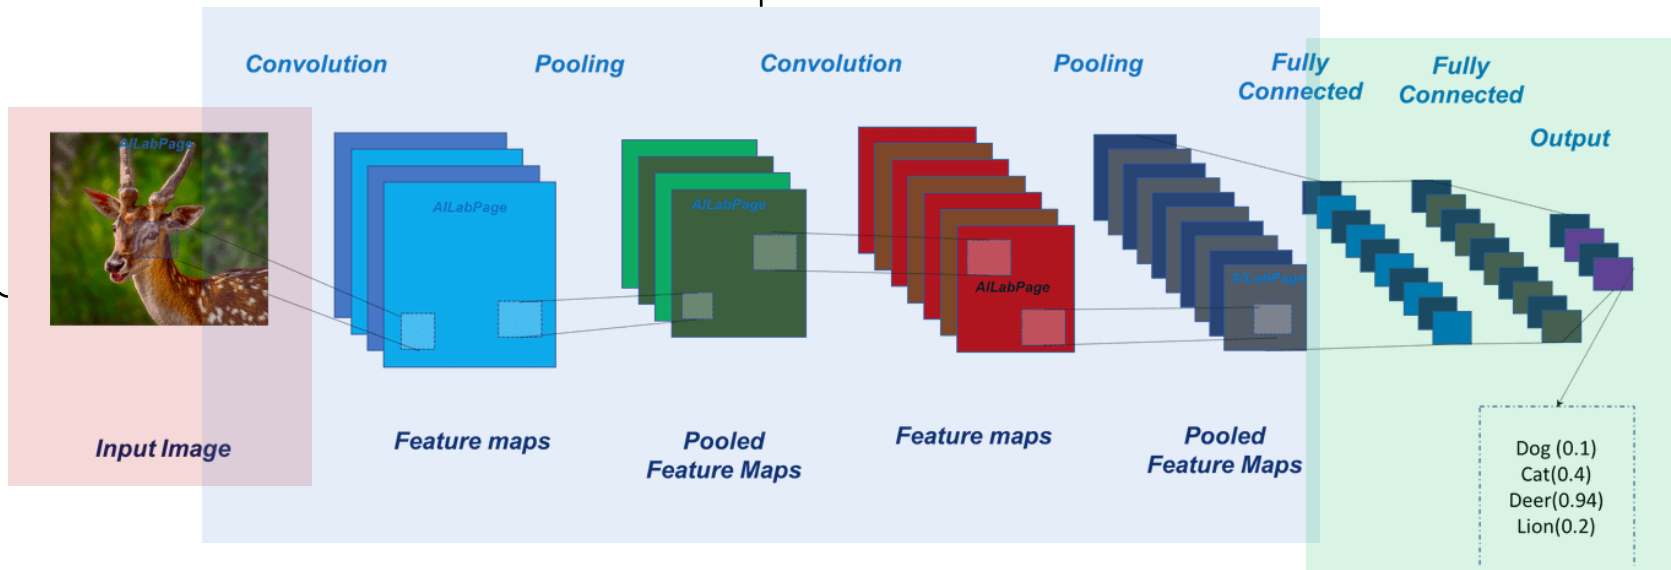 Convolution
Pooling
Convolution
Pooling
Fully
Connected
Fully
Connected
Output
AILabPage
AILabPage
AILabPage
AILabPage
AILabPage
Input Image
Feature maps
Pooled
Feature Maps
Feature maps
Pooled
Feature Maps
Dog (0.1)
Cat(0.4)
Deer(0.94)
Lion(0.2)